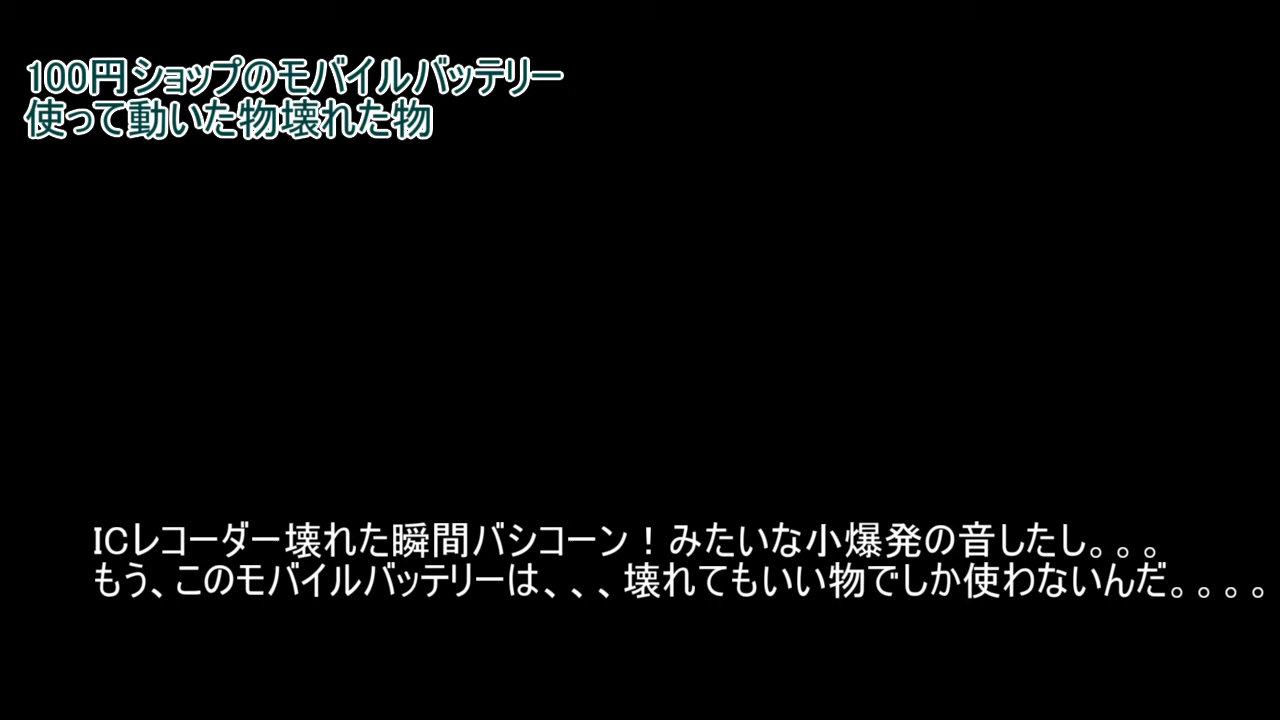 100円ショップのモバイルバッテリー
使って動いた物壊れた物
ICレコーダー壊れた瞬間バシコーン！みたいな小爆発の音したし。。。
もう、このモバイルバッテリーは、、、壊れてもいい物でしか使わないんだ。。。。